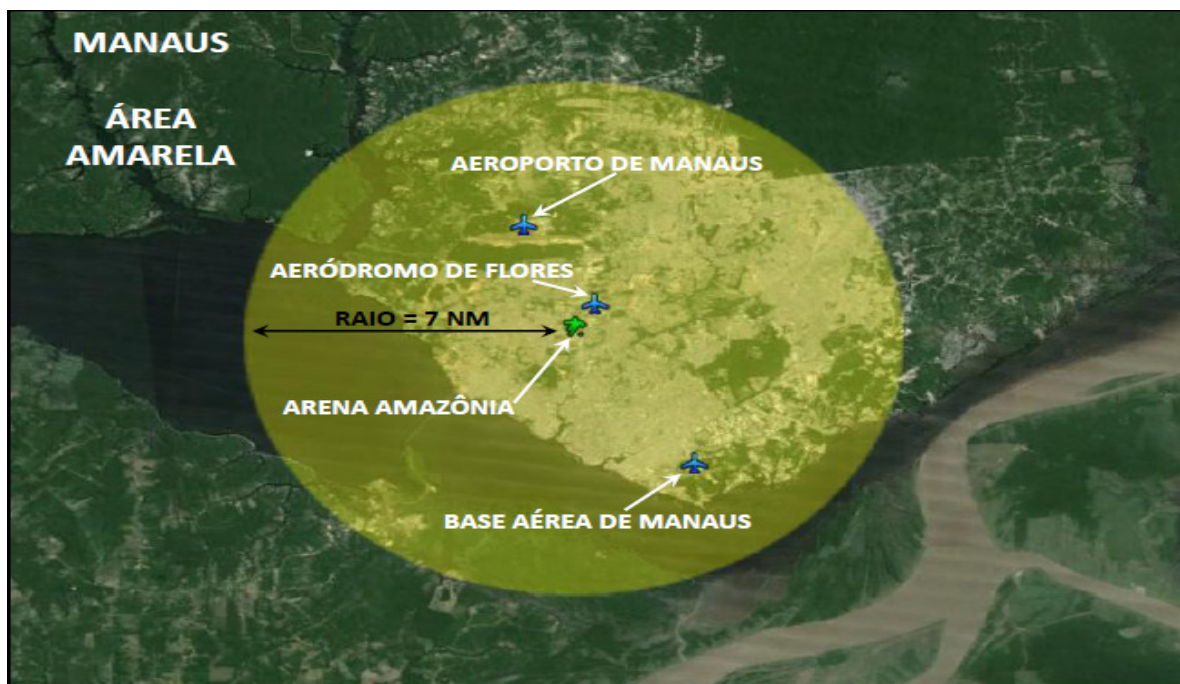 MANAUS
ÁREA
AMARELA
AEROPORTO DE MANAUS
AERÓDROMO DE FLORES
RAIO = 7 NM
ARENA AMAZÔNIA
BASE AÉREA DE MANAUS